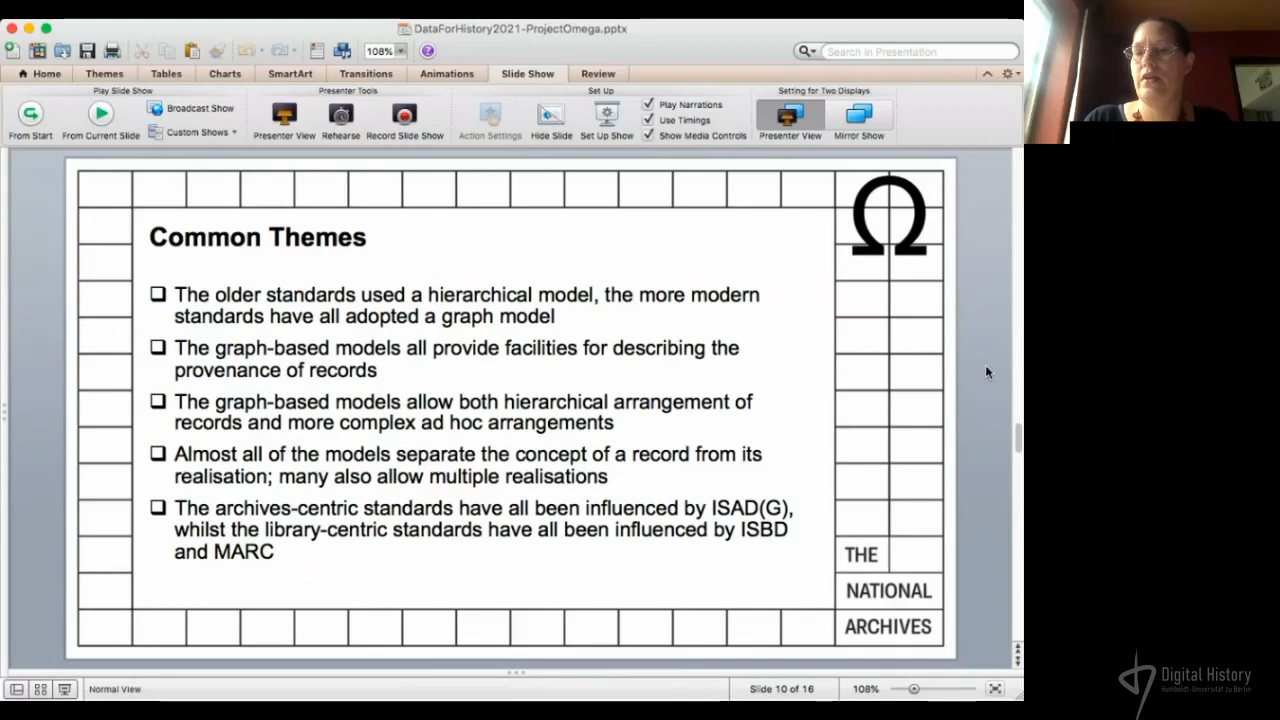 DataForHistory2021-ProjectOmega.pptx
108%
Search in Presentation
Home Themes Tables Charts SmartArt Transitions Animations Slide Show Review
Play Slide Show Presenter Tools Set Up Setting for Two Displays
From Start
From Current Slide
Broadcast Show
Custom Shows
Presenter View
Rehearse
Record Slide Show
Action Settings
Hide Slide
Set Up Show
Play Narrations
Use Timings
Show Media Controls
Presenter View
Mirror Show
Ω
Common Themes
The older standards used a hierarchical model, the more modern
standards have all adopted a graph model
The graph-based models all provide facilities for describing the
provenance of records
The graph-based models allow both hierarchical arrangement of
records and more complex ad hoc arrangements
Almost all of the models separate the concept of a record from its
realisation; many also allow multiple realisations
The archives-centric standards have all been influenced by ISAD(G),
whilst the library-centric standards have all been influenced by ISBD
and MARC
THE
NATIONAL
ARCHIVES
Normal View
Slide 10 of 16
108%
Digital History
Humboldt-Universität zu Berlin